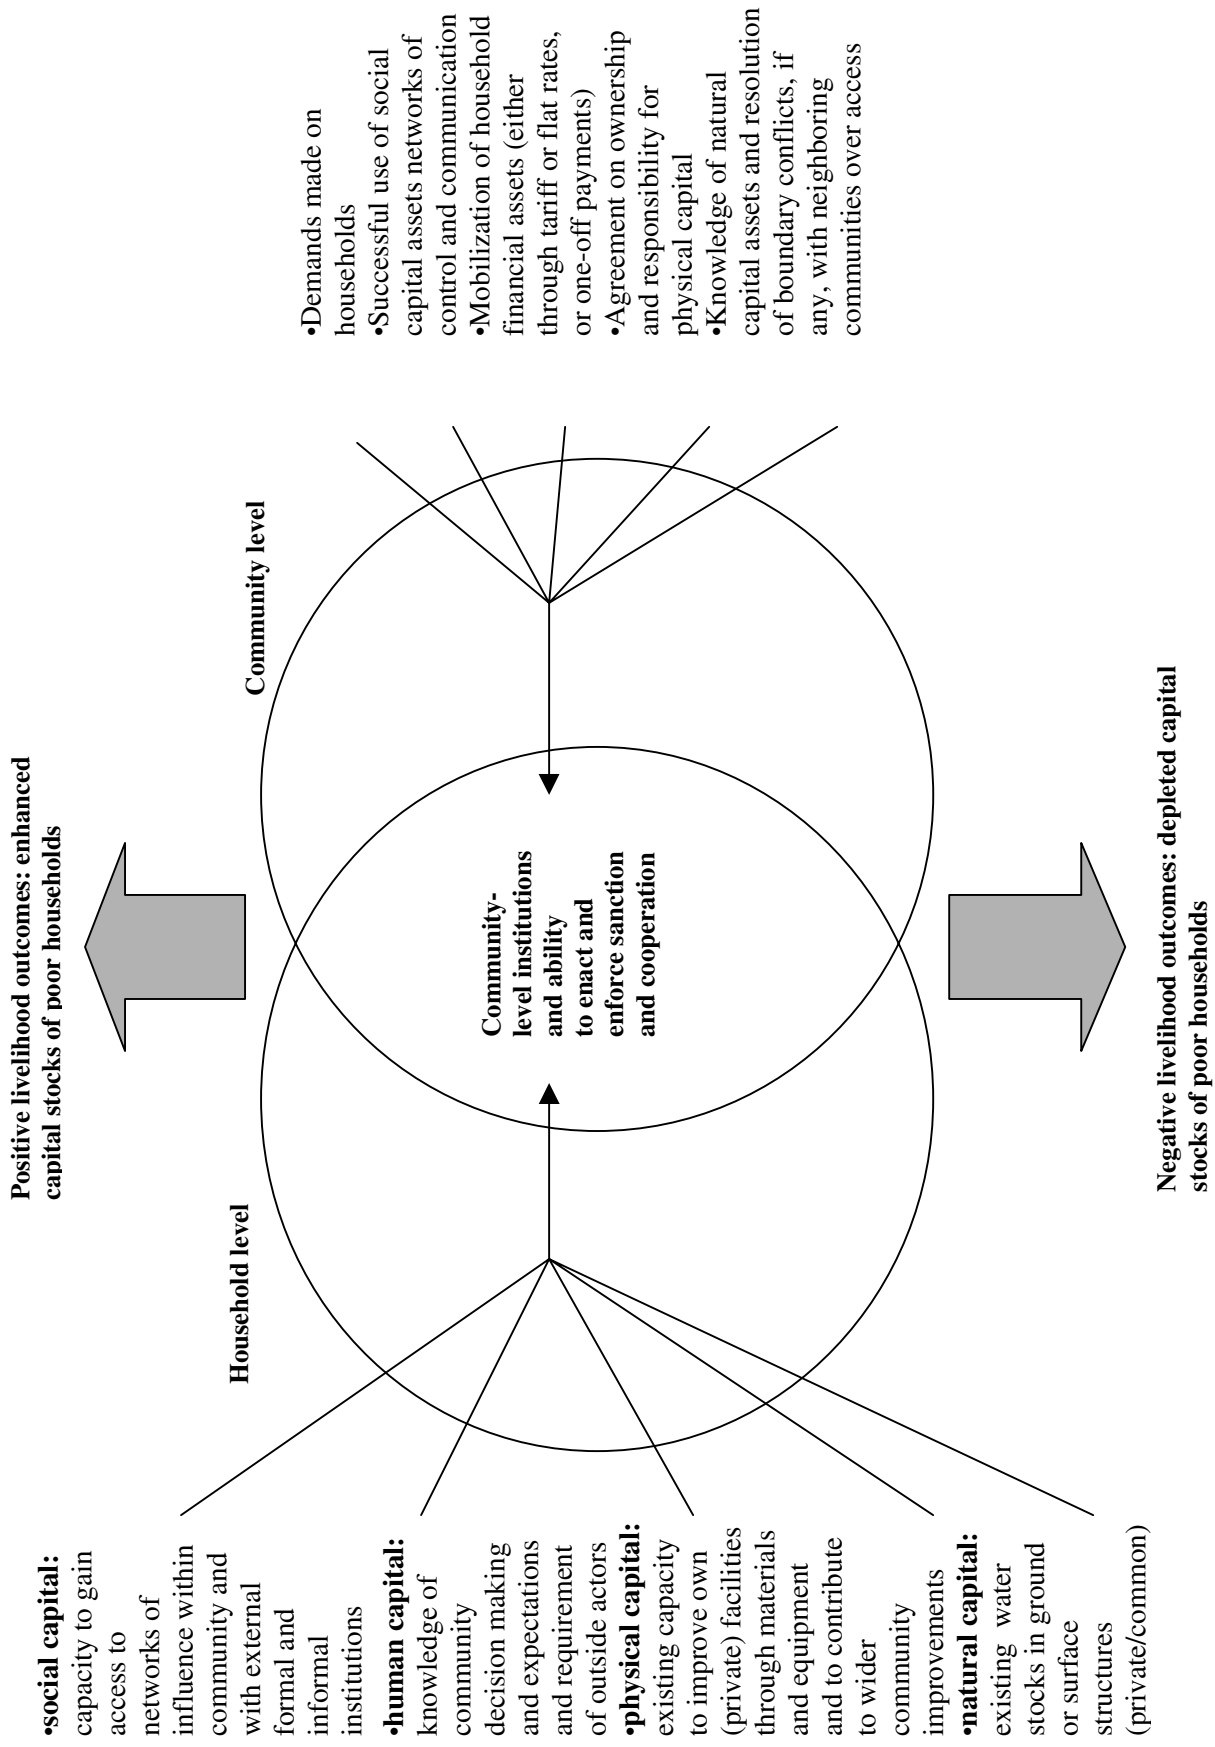 Positive livelihood outcomes: enhanced
capital stocks of poor households
Household level
Community level
•social capital:
capacity to gain
access to
networks of
influence within
community and
with external
formal and
informal
institutions
•human capital:
knowledge of
community
decision making
and expectations
and requirement
of outside actors
•physical capital:
existing capacity
to improve own
(private) facilities
through materials
and equipment
and to contribute
to wider
community
improvements
•natural capital:
existing water
stocks in ground
or surface
structures
(private/common)
Community-
level institutions
and ability
to enact and
enforce sanction
and cooperation
•Demands made on
households
•Successful use of social
capital assets networks of
control and communication
•Mobilization of household
financial assets (either
through tariff or flat rates,
or one-off payments)
•Agreement on ownership
and responsibility for
physical capital
•Knowledge of natural
capital assets and resolution
of boundary conflicts, if
any, with neighboring
communities over access
Negative livelihood outcomes: depleted capital
stocks of poor households